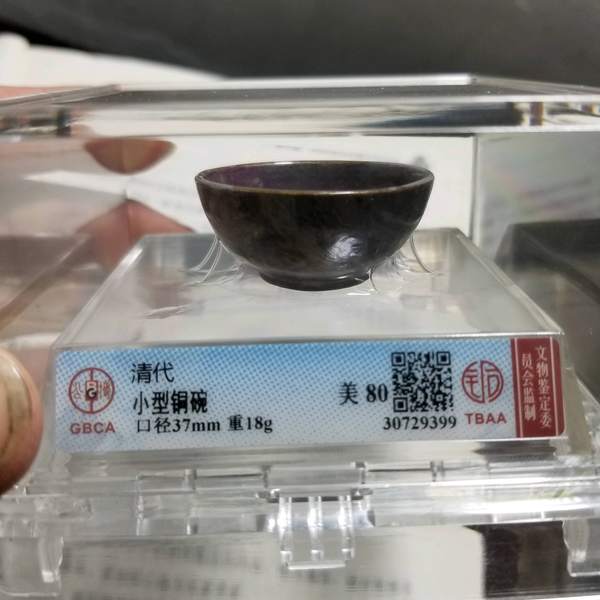 清代
小型铜碗
口径37mm 重18g
美 80
30729399
GBCA
TBAA
文物鉴定委
员会监制